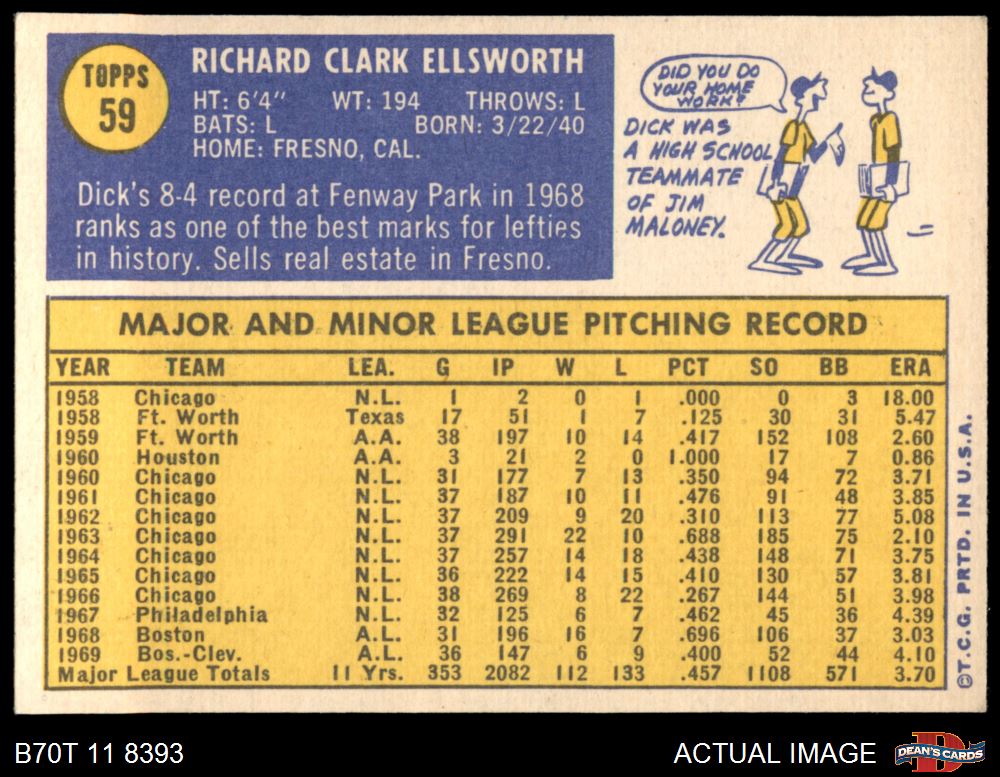 TOPPS
59
RICHARD CLARK ELLSWORTH
HT: 6'4" WT: 194 THROWS: L
BATS: L BORN: 3/22/40
HOME: FRESNO, CAL.
Dick's 8-4 record at Fenway Park in 1968
ranks as one of the best marks for lefties
in history. Sells real estate in Fresno.
DID YOU DO
YOUR HOME
WORK?
DICK WAS
A HIGH SCHOOL
TEAMMATE
OF JIM
MALONEY.
MAJOR AND MINOR LEAGUE PITCHING RECORD
YEAR TEAM LEA. G IP W L PCT SO BB ERA
1958 Chicago N.L. 1 2 0 1 .000 0 3 18.00
1958 Ft. Worth Texas 17 51 1 7 .125 30 31 5.47
1959 Ft. Worth A.A. 38 197 10 14 .417 152 108 2.60
1960 Houston A.A. 3 21 2 0 1.000 17 7 0.86
1960 Chicago N.L. 31 177 7 13 .350 94 72 3.71
1961 Chicago N.L. 37 187 10 11 .476 91 48 3.85
1962 Chicago N.L. 37 209 9 20 .310 113 77 5.08
1963 Chicago N.L. 37 291 22 10 .688 185 75 2.10
1964 Chicago N.L. 37 257 14 18 .438 148 71 3.75
1965 Chicago N.L. 36 222 14 15 .410 130 57 3.81
1966 Chicago N.L. 38 269 8 22 .267 144 51 3.98
1967 Philadelphia N.L. 32 125 6 7 .462 45 36 4.39
1968 Boston A.L. 31 196 16 7 .696 106 37 3.03
1969 Bos.-Clev. A.L. 36 147 6 9 .400 52 44 4.10
Major League Totals 11 Yrs. 353 2082 112 133 .457 1108 571 3.70
©T.C.G. PRTD. IN U.S.A.
B70T 11 8393
ACTUAL IMAGE
DEAN'S CARDS